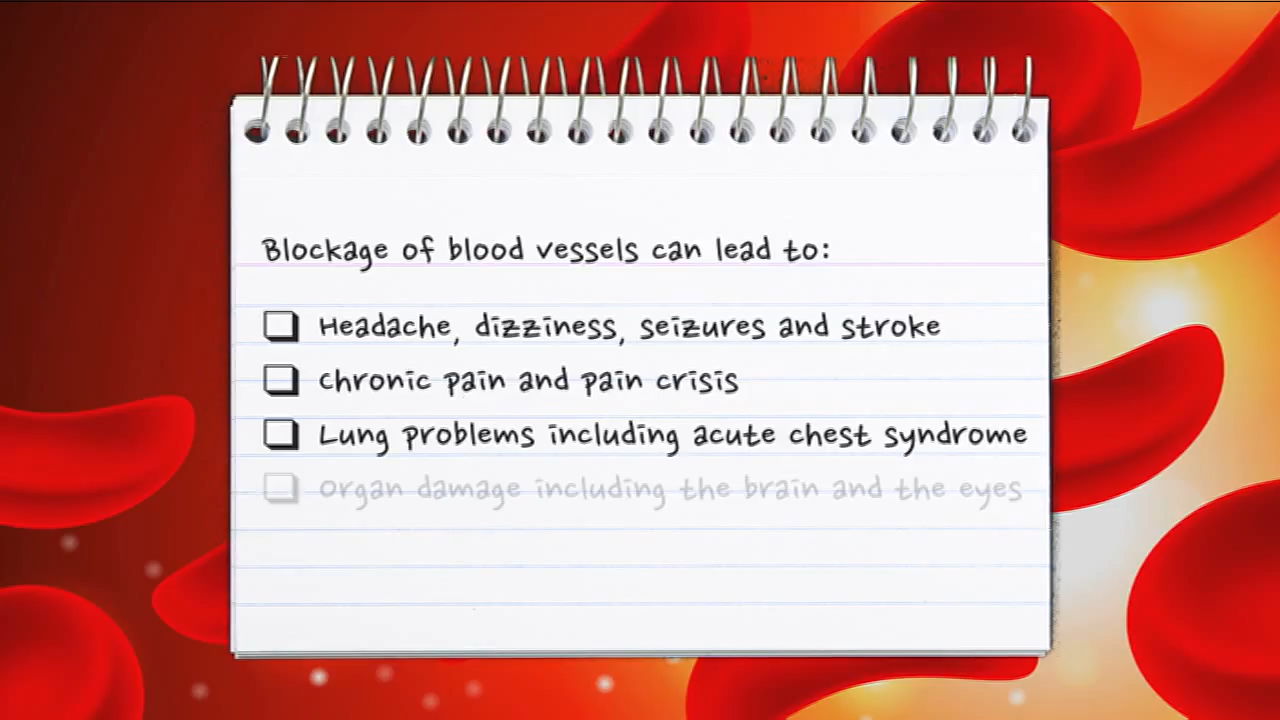 Blockage of blood vessels can lead to:
Headache, dizziness, seizures and stroke
Chronic pain and pain crisis
Lung problems including acute chest syndrome
Organ damage including the brain and the eyes